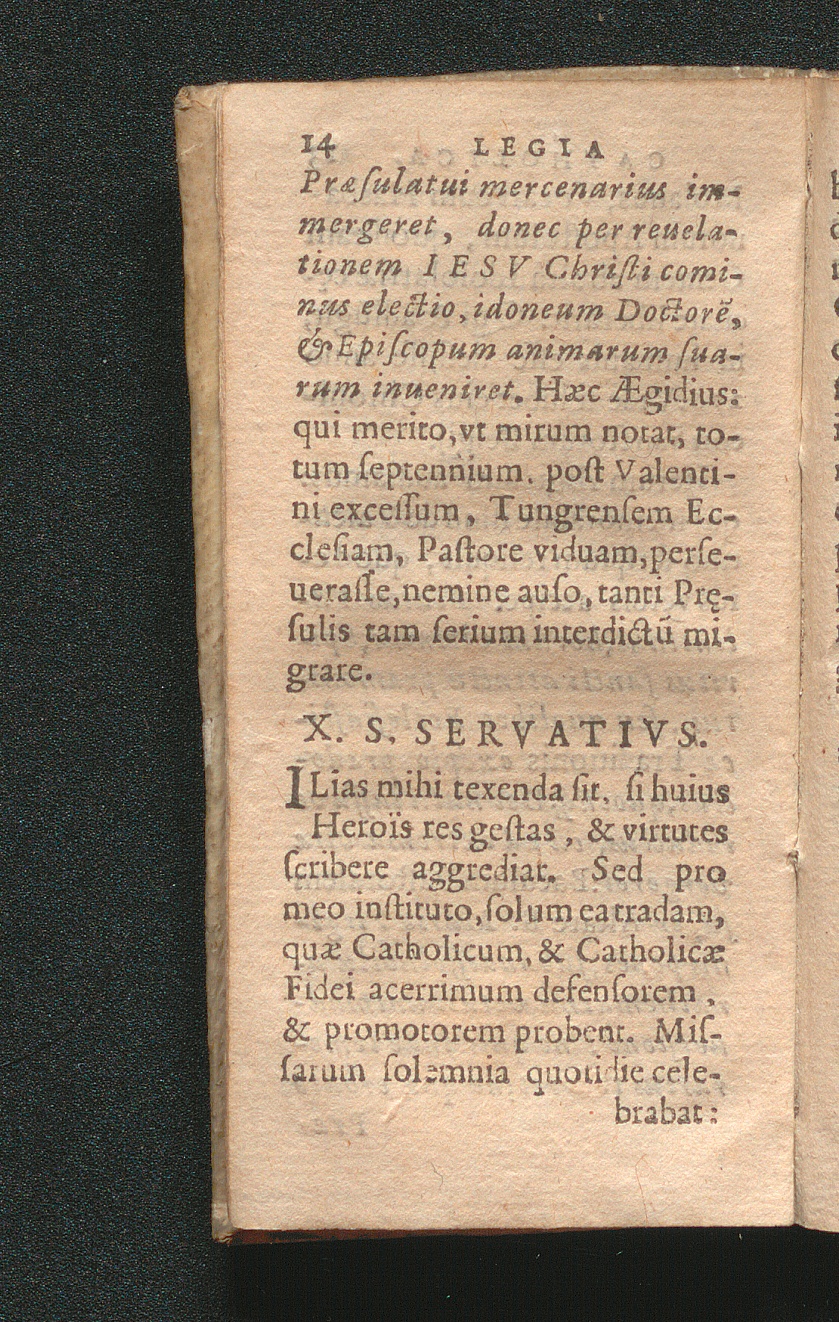 14 LEGIA
Præſulatui mercenarius im-
mergeret, donec per reuela-
tionem IESV Chriſti comi-
nus electio, idoneum Doctorē,
& Epiſcopum animarum ſua-
rum inueniret. Hæc Ægidius:
qui merito, vt mirum notat, to-
tum ſeptennium. poſt Valenti-
ni exceſſum, Tungrenſem Ec-
cleſiam, Paſtore viduam, perſe-
ueraſſe, nemine auſo, tanti Prę-
ſulis tam ſerium interdictū mi-
grare.
X. S. SERVATIVS.
ILias mihi texenda ſit, ſi huius
Heroïs res geſtas, & virtutes
ſcribere aggrediar. Sed pro
meo inſtituto, ſolum ea tradam,
quæ Catholicum, & Catholicæ
Fidei acerrimum defenſorem,
& promotorem probent. Miſ-
ſarum ſolemnia quotidie cele-
brabat: